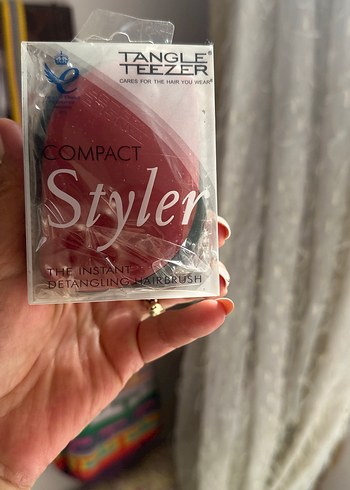 TANGLE
TEEZER®
CARES FOR THE HAIR YOU WEAR®
COMPACT
Styler
THE INSTANT
DETANGLING HAIRBRUSH